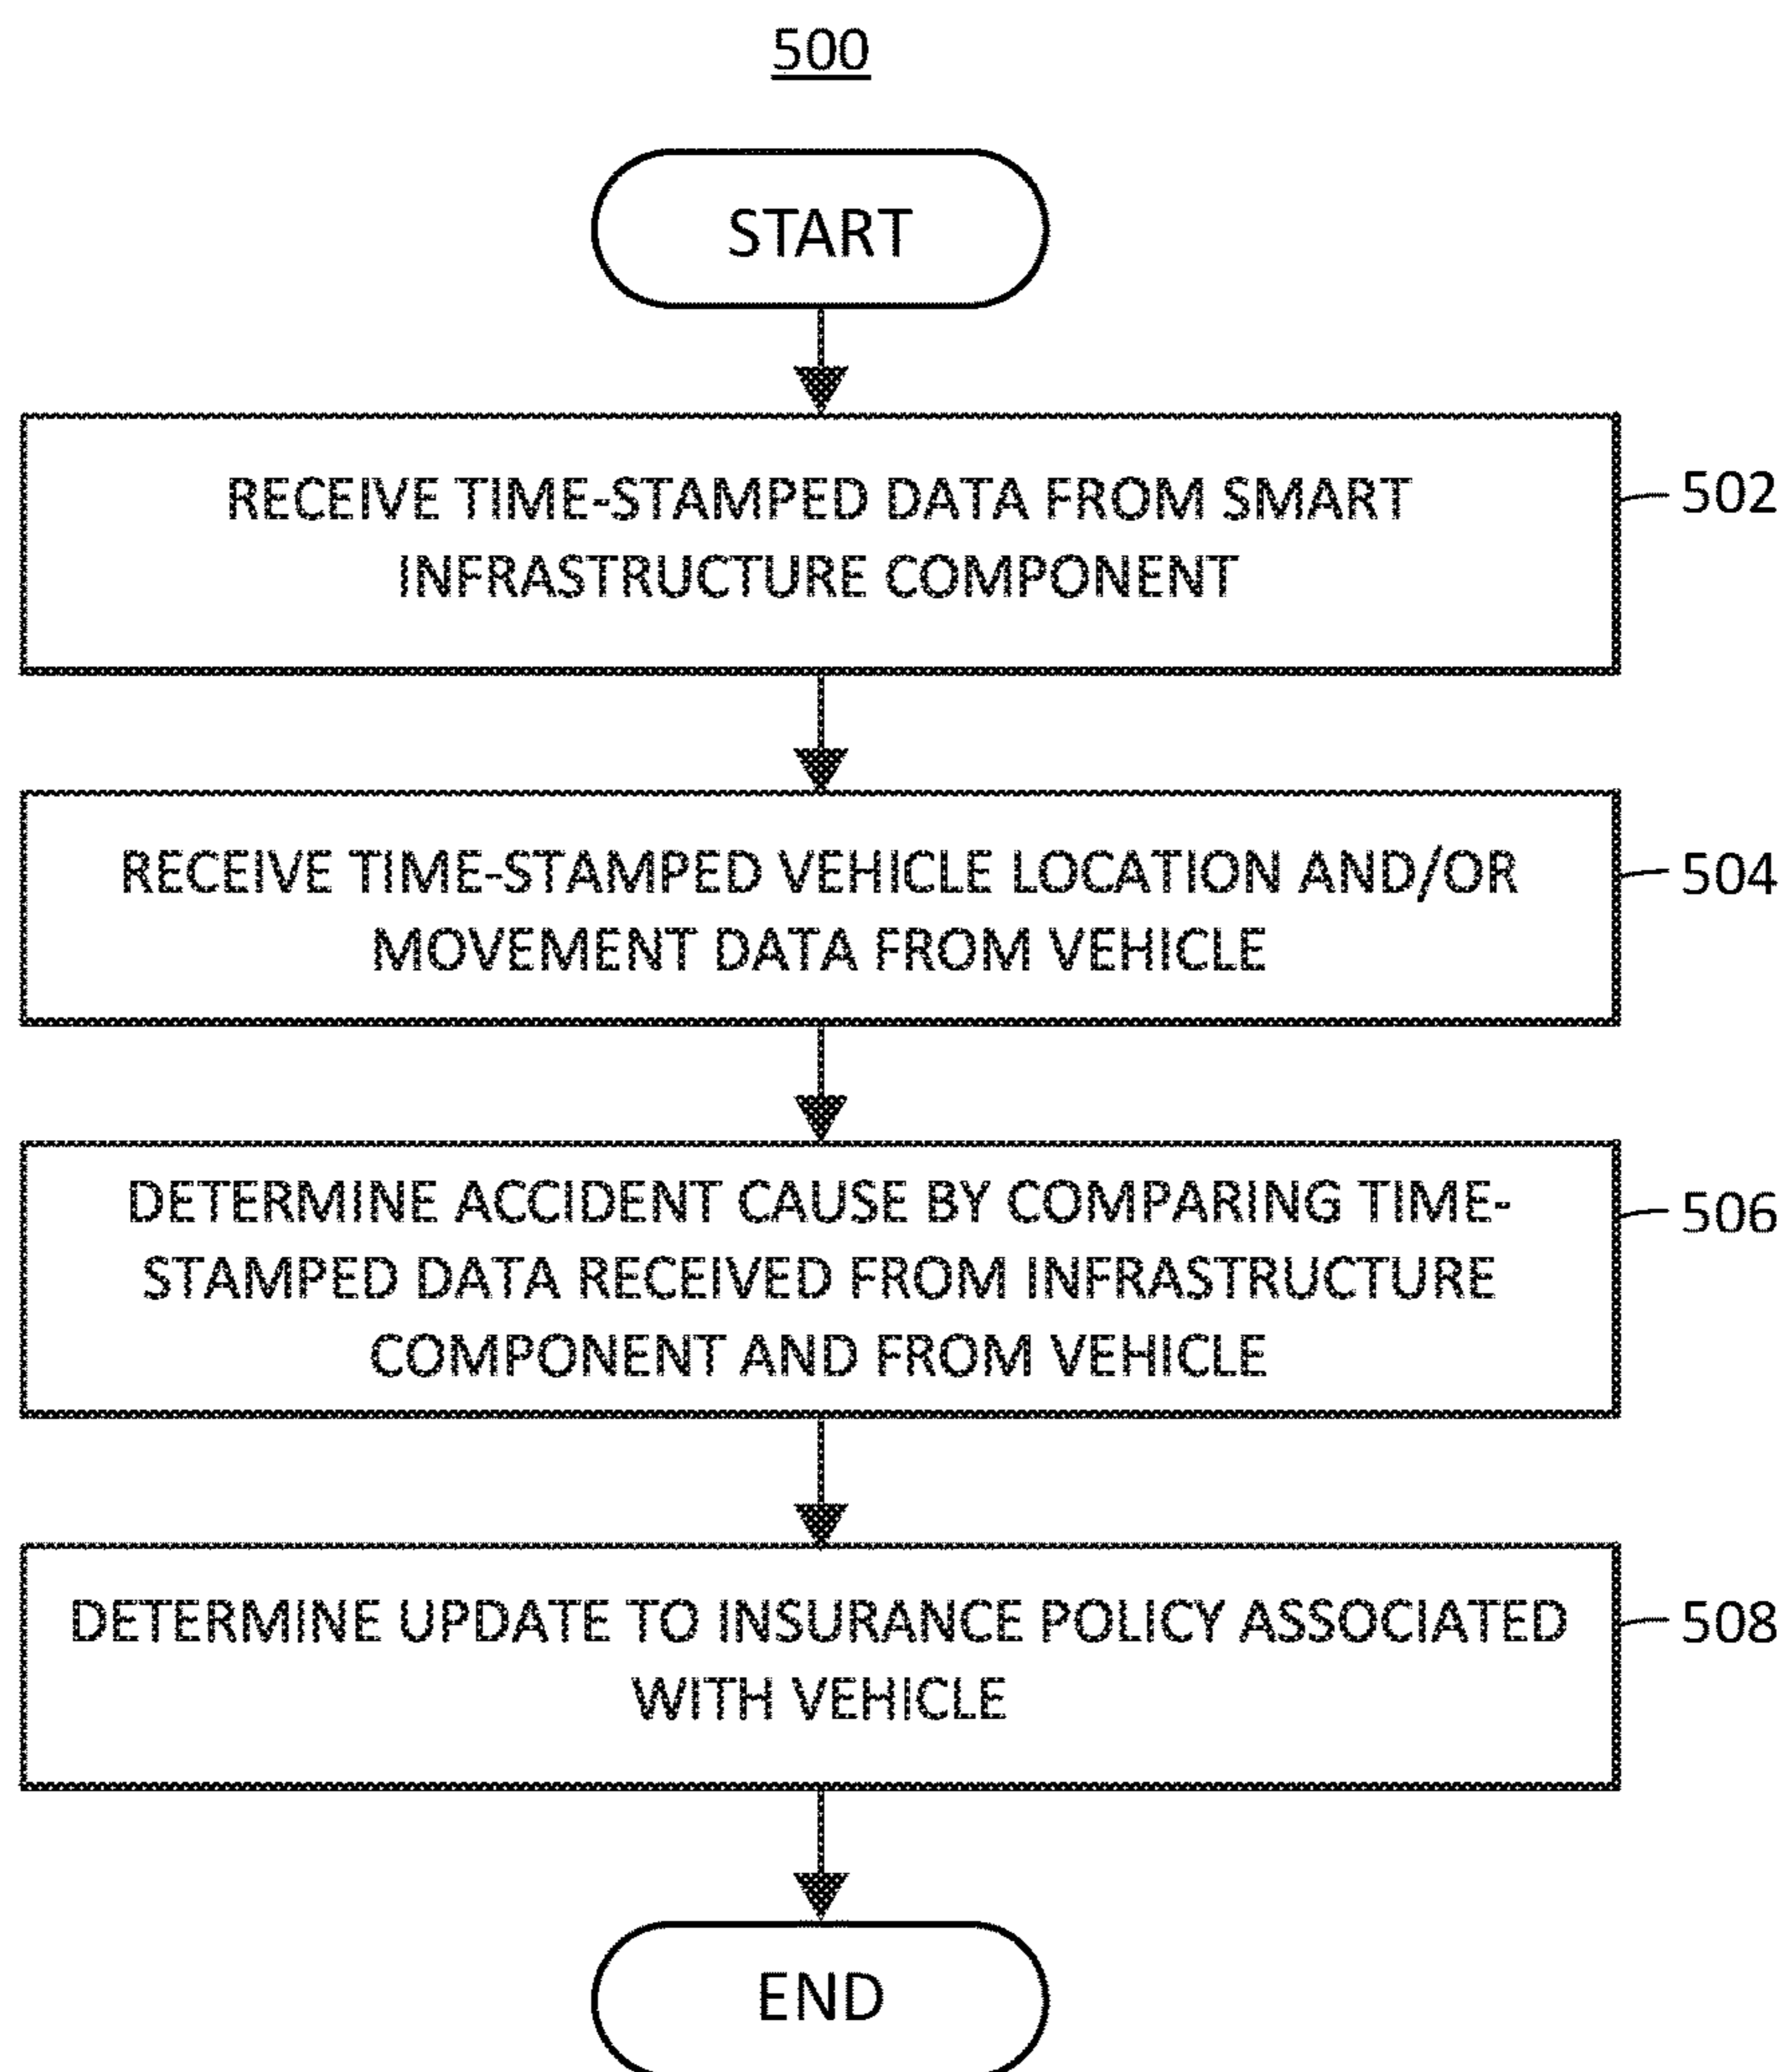 500
START
RECEIVE TIME-STAMPED DATA FROM SMART
INFRASTRUCTURE COMPONENT
502
RECEIVE TIME-STAMPED VEHICLE LOCATION AND/OR
MOVEMENT DATA FROM VEHICLE
504
DETERMINE ACCIDENT CAUSE BY COMPARING TIME-
STAMPED DATA RECEIVED FROM INFRASTRUCTURE
COMPONENT AND FROM VEHICLE
506
DETERMINE UPDATE TO INSURANCE POLICY ASSOCIATED
WITH VEHICLE
508
END